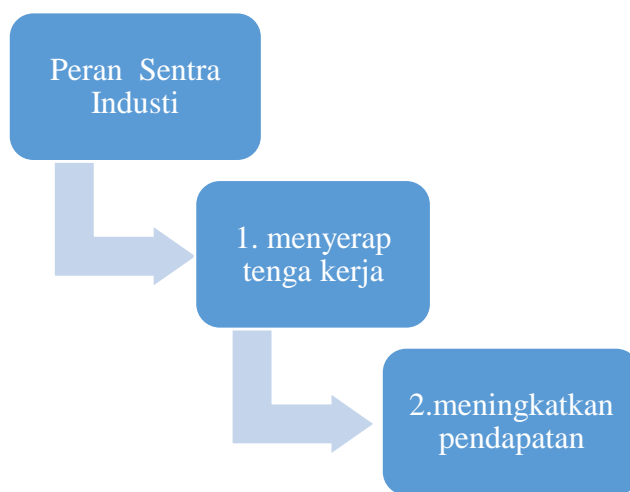 Peran Sentra
Industi
1. menyerap
tenga kerja
2.meningkatkan
pendapatan